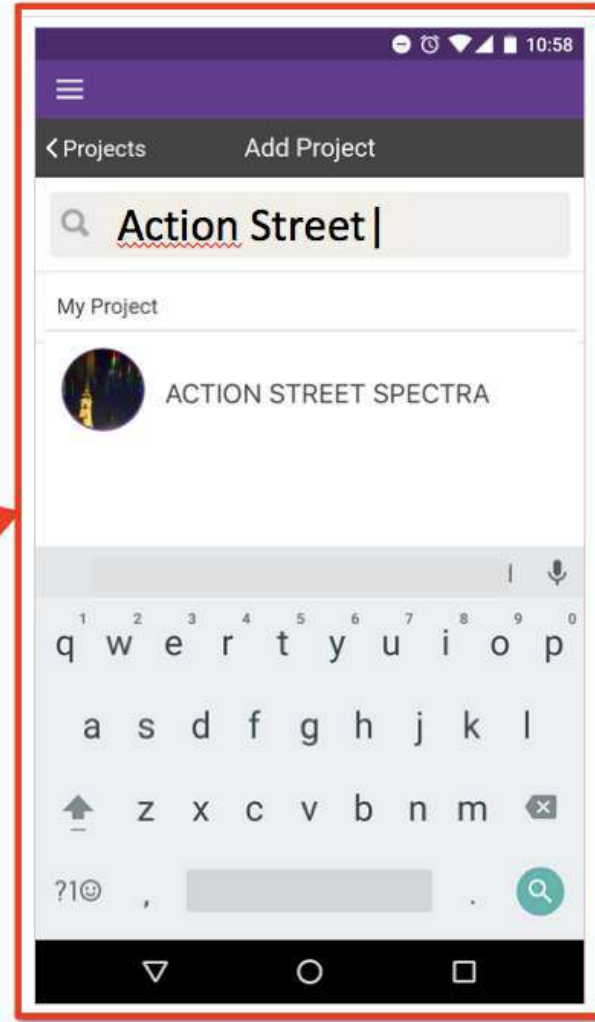 10:58
Projects Add Project
Action Street
My Project
ACTION STREET SPECTRA
1 2 3 4 5 6 7 8 9 0
q w e r t y u i o p
a s d f g h j k l
z x c v b n m
?1☺ , .